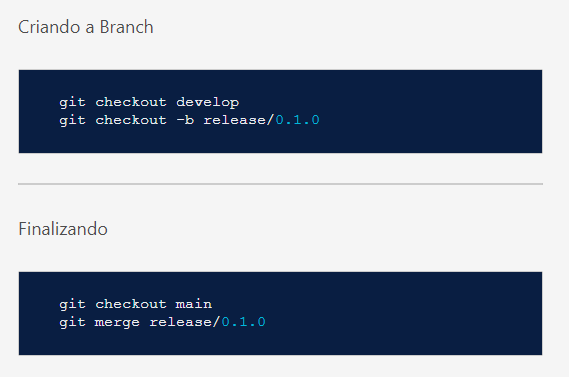 Criando a Branch
git checkout develop
git checkout -b release/0.1.0
Finalizando
git checkout main
git merge release/0.1.0